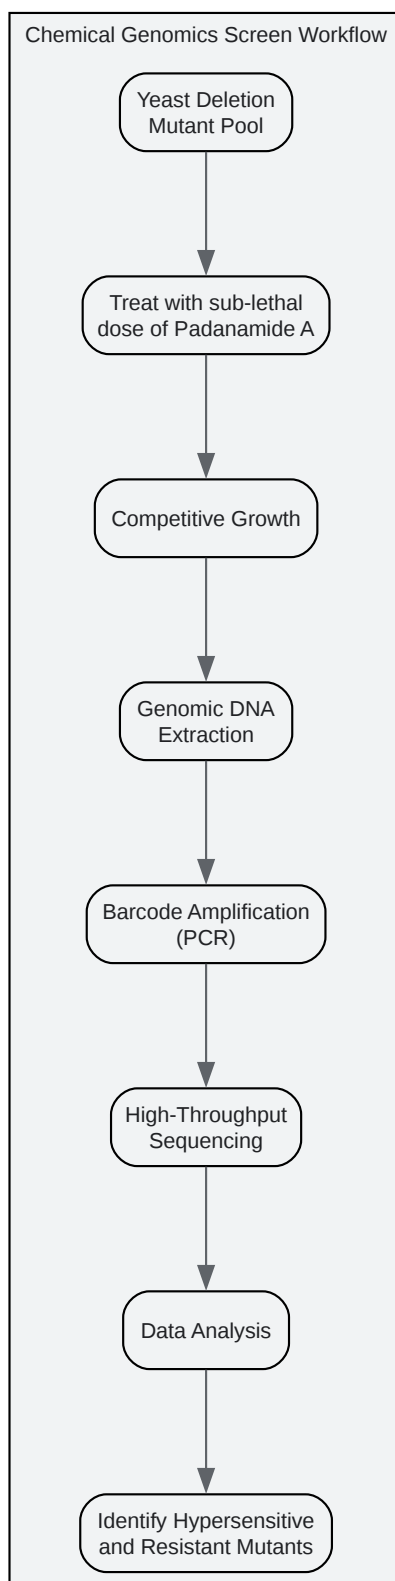 Chemical Genomics Screen Workflow
Yeast Deletion
Mutant Pool
Treat with sub-lethal
dose of Padanamide A
Competitive Growth
Genomic DNA
Extraction
Barcode Amplification
(PCR)
High-Throughput
Sequencing
Data Analysis
Identify Hypersensitive
and Resistant Mutants